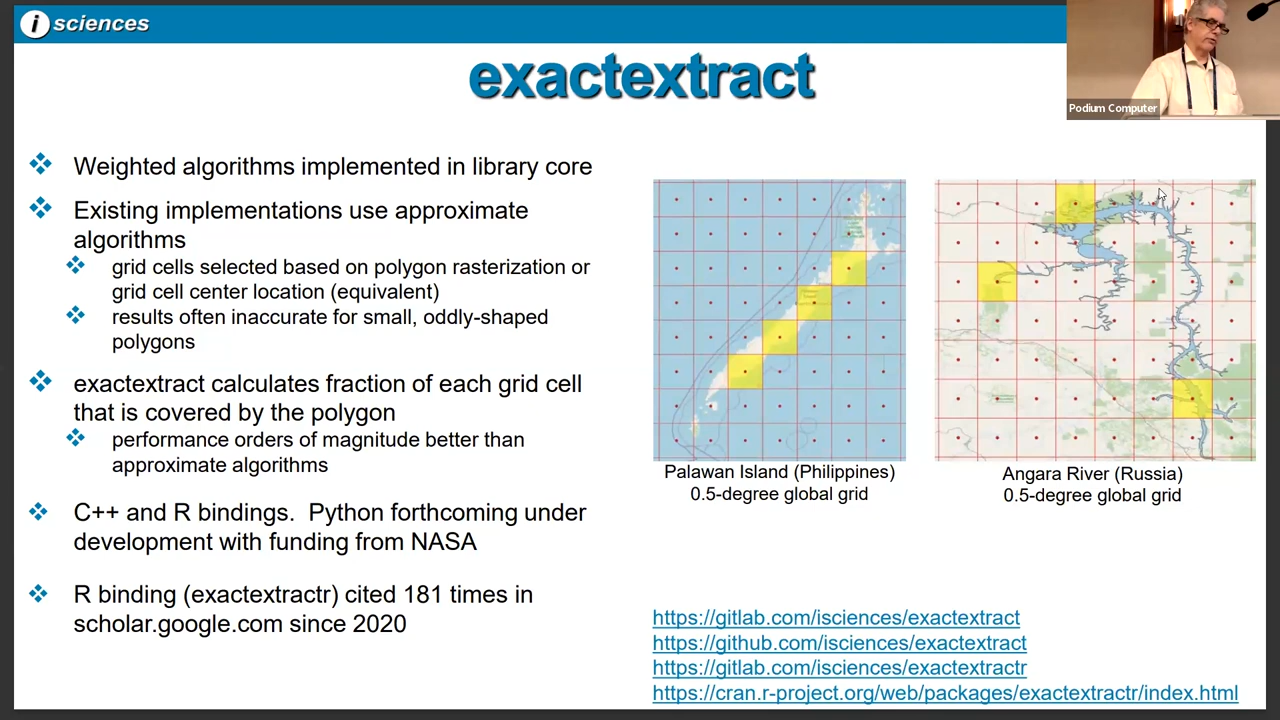 i sciences
exactextract
Podium Computer
Weighted algorithms implemented in library core
Existing implementations use approximate
algorithms
grid cells selected based on polygon rasterization or
grid cell center location (equivalent)
results often inaccurate for small, oddly-shaped
polygons
exactextract calculates fraction of each grid cell
that is covered by the polygon
performance orders of magnitude better than
approximate algorithms
C++ and R bindings.  Python forthcoming under
development with funding from NASA
R binding (exactextractr) cited 181 times in
scholar.google.com since 2020
Palawan Island (Philippines)
0.5-degree global grid
Angara River (Russia)
0.5-degree global grid
https://gitlab.com/isciences/exactextract
https://github.com/isciences/exactextract
https://gitlab.com/isciences/exactextractr
https://cran.r-project.org/web/packages/exactextractr/index.html